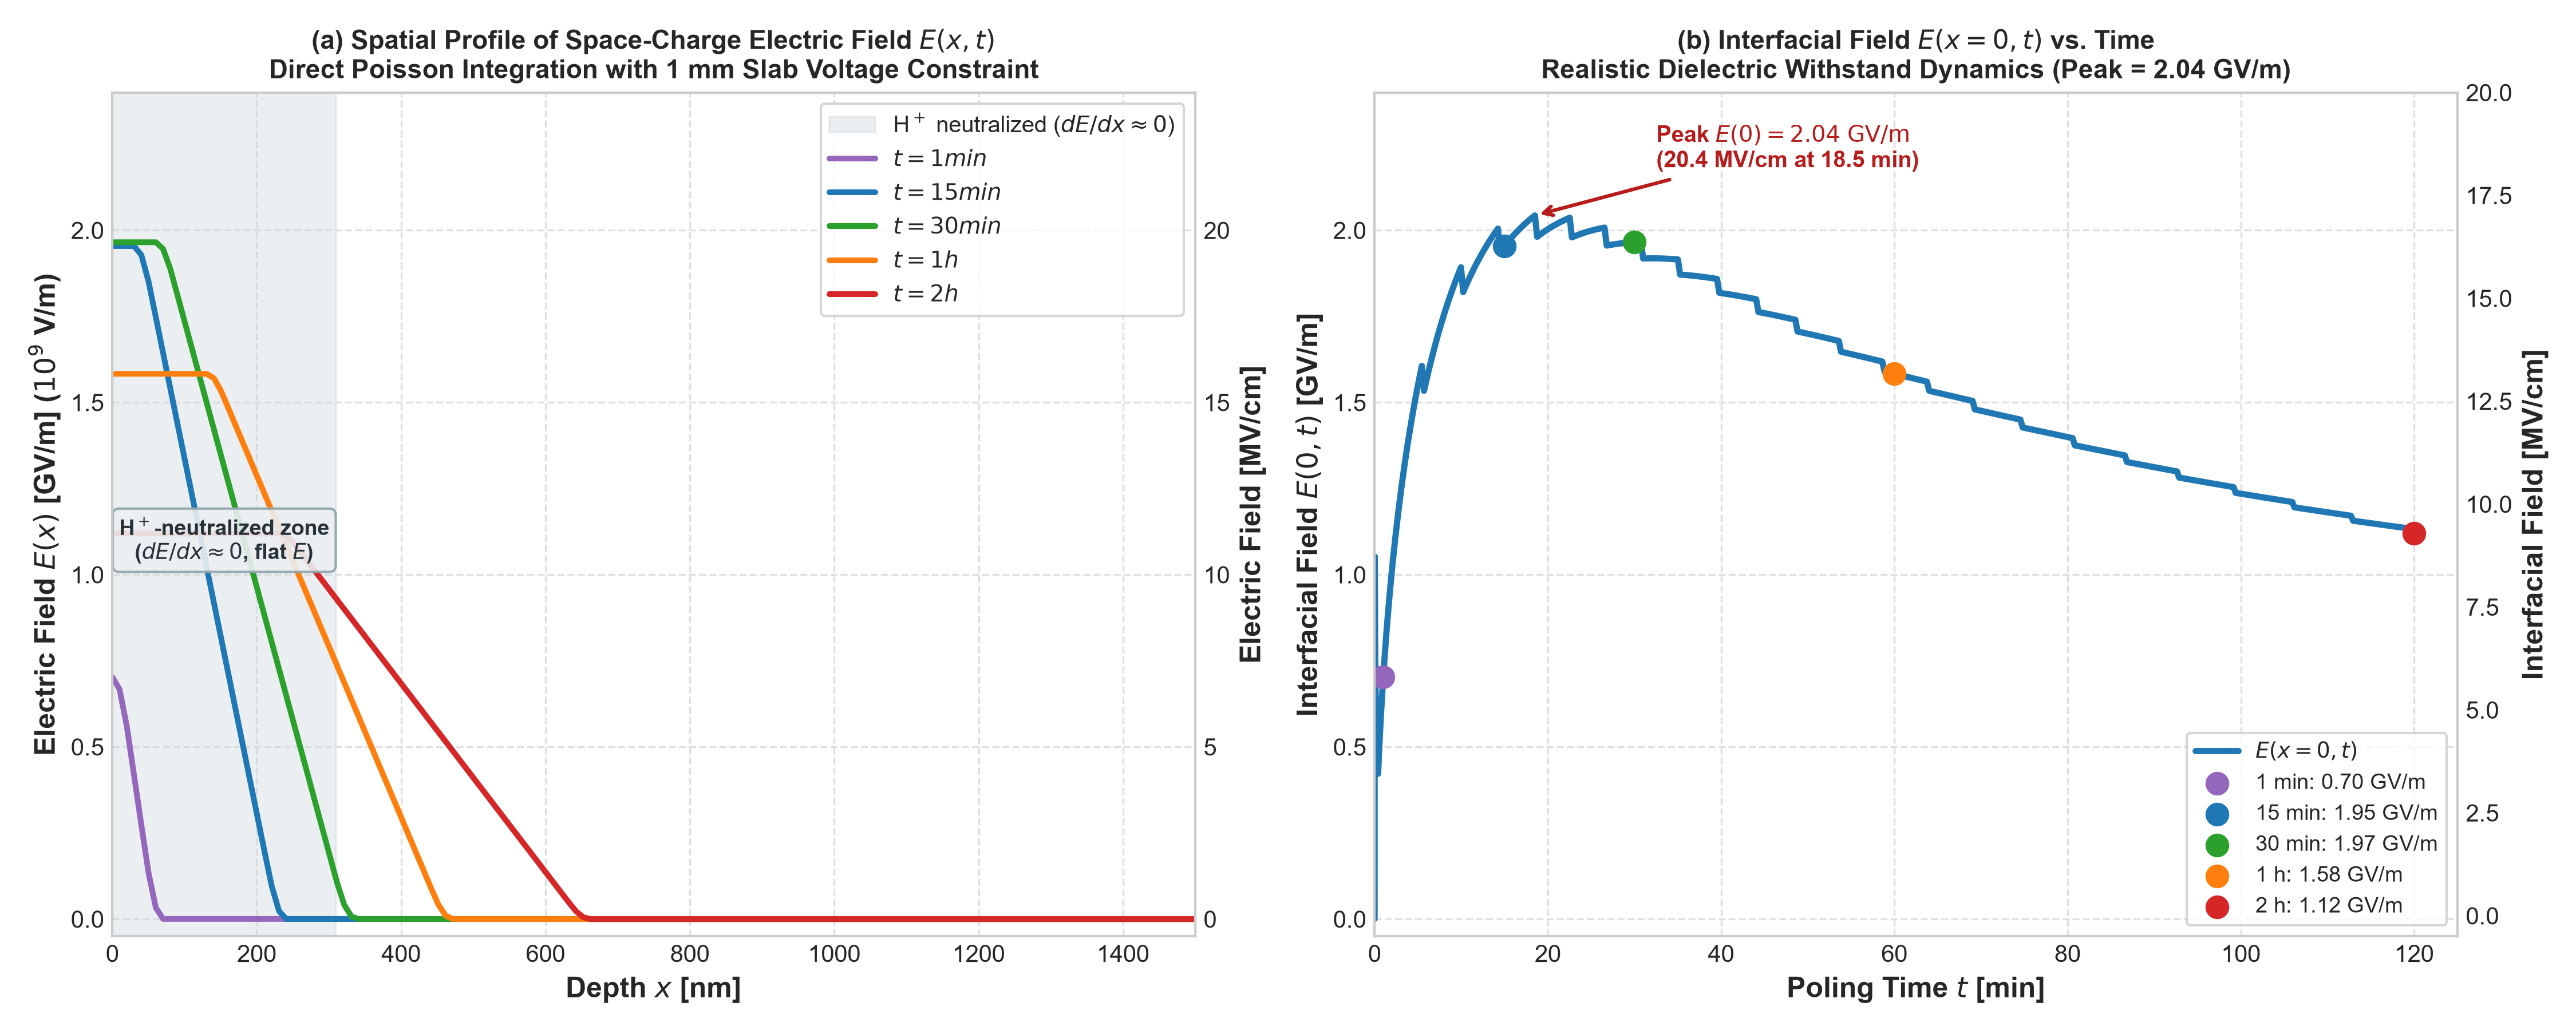 (a) Spatial Profile of Space-Charge Electric Field E(x, t)
Direct Poisson Integration with 1 mm Slab Voltage Constraint
Electric Field E(x) [GV/m] (10⁹ V/m)
2.0
1.5
1.0
0.5
0.0
H⁺ neutralized (dE/dx ≈ 0)
t = 1min
t = 15min
t = 30min
t = 1h
t = 2h
H⁺-neutralized zone
(dE/dx ≈ 0, flat E)
20
15
10
5
0
Electric Field [MV/cm]
0 200 400 600 800 1000 1200 1400
Depth x [nm]
(b) Interfacial Field E(x = 0, t) vs. Time
Realistic Dielectric Withstand Dynamics (Peak = 2.04 GV/m)
Interfacial Field E(0, t) [GV/m]
2.0
1.5
1.0
0.5
0.0
Peak E(0) = 2.04 GV/m
(20.4 MV/cm at 18.5 min)
E(x = 0, t)
1 min: 0.70 GV/m
15 min: 1.95 GV/m
30 min: 1.97 GV/m
1 h: 1.58 GV/m
2 h: 1.12 GV/m
20.0
17.5
15.0
12.5
10.0
7.5
5.0
2.5
0.0
Interfacial Field [MV/cm]
0 20 40 60 80 100 120
Poling Time t [min]